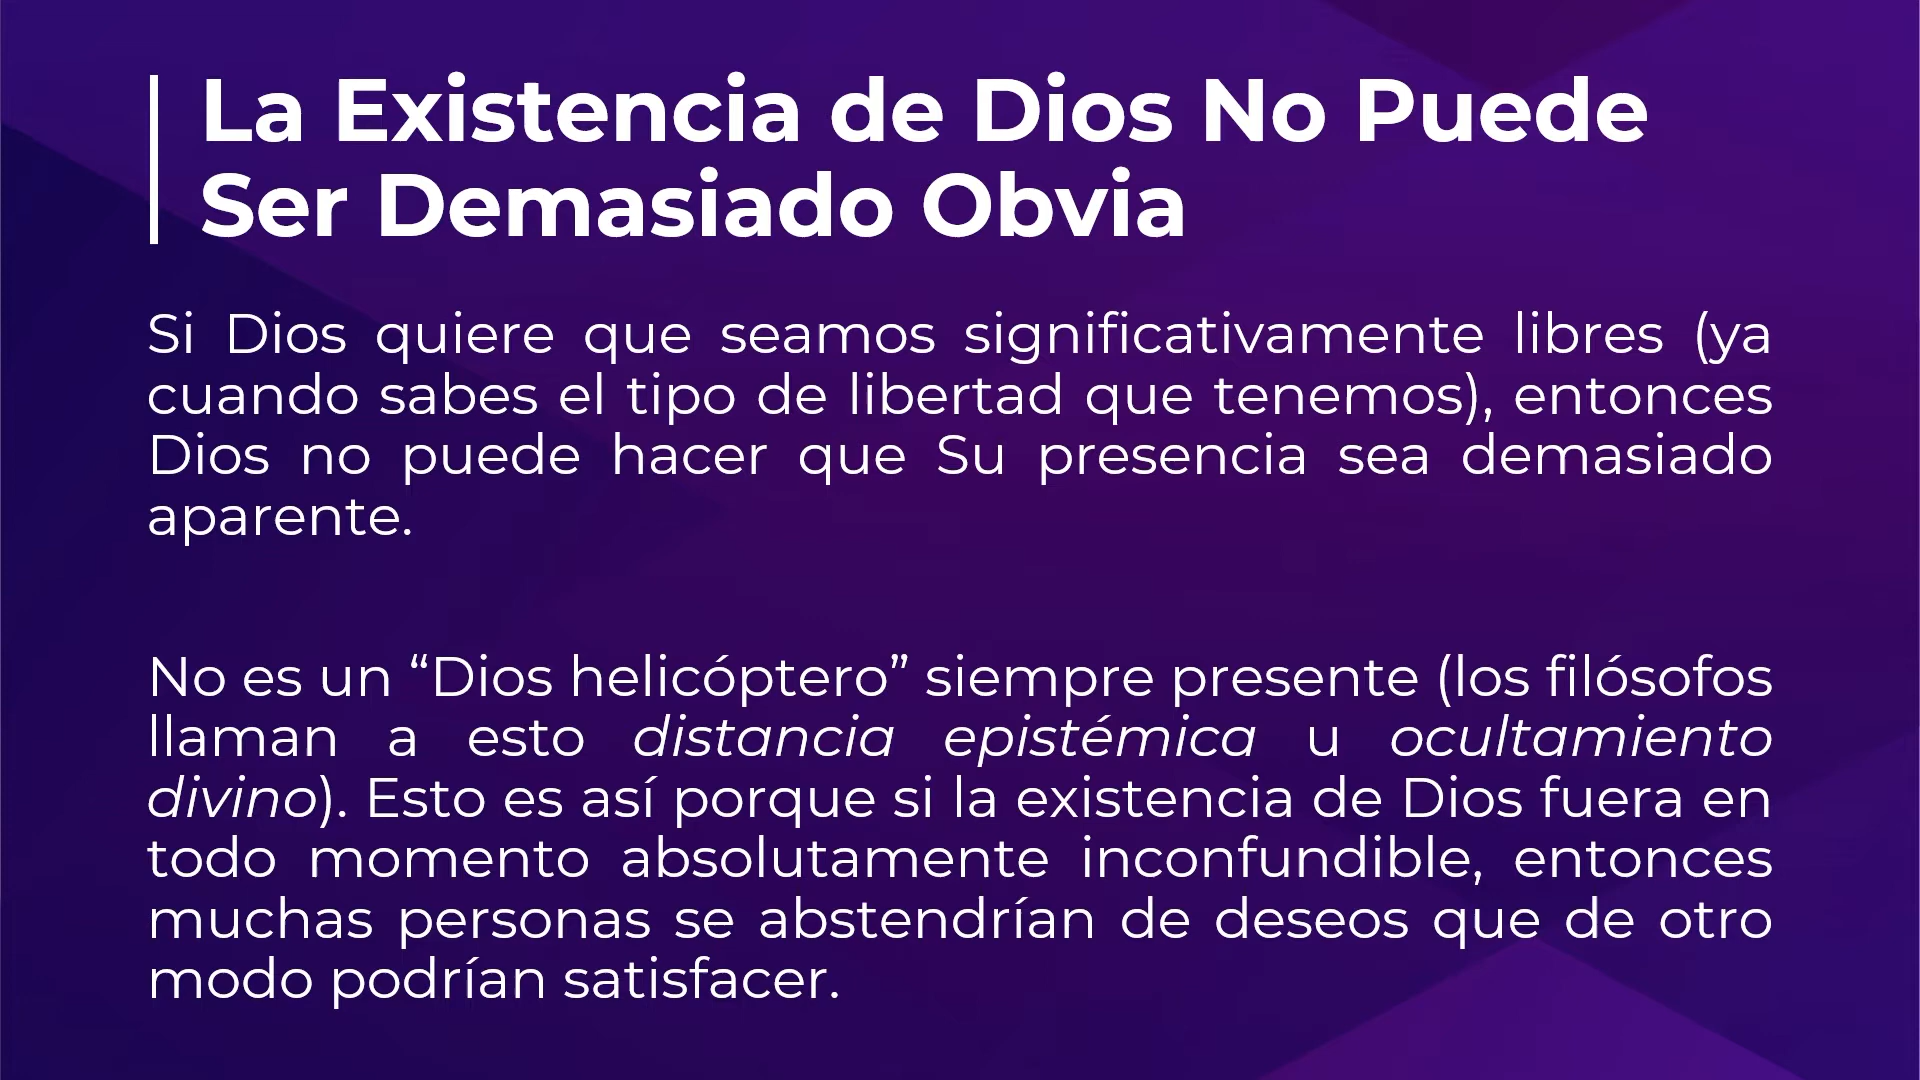 La Existencia de Dios No Puede
Ser Demasiado Obvia
Si Dios quiere que seamos significativamente libres (ya
cuando sabes el tipo de libertad que tenemos), entonces
Dios no puede hacer que Su presencia sea demasiado
aparente.
No es un “Dios helicóptero” siempre presente (los filósofos
llaman a esto distancia epistémica u ocultamiento
divino). Esto es así porque si la existencia de Dios fuera en
todo momento absolutamente inconfundible, entonces
muchas personas se abstendrían de deseos que de otro
modo podrían satisfacer.